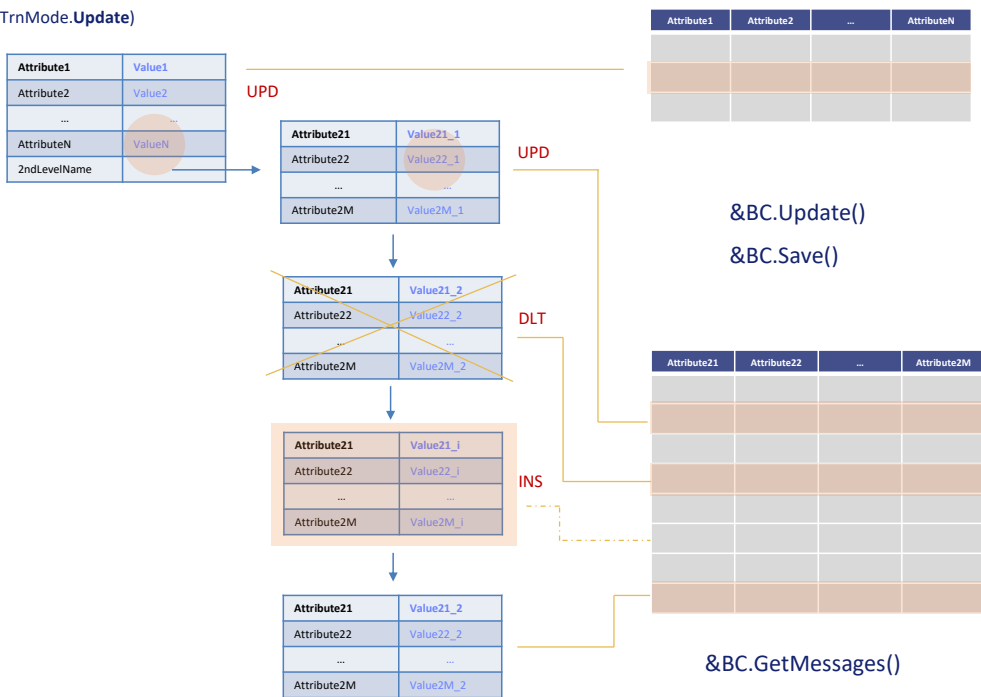 TrnMode.Update)
Attribute1 Value1
Attribute2 Value2
... ...
AttributeN ValueN
2ndLevelName
UPD
Attribute1 Attribute2 ... AttributeN
Attribute21 Value21_1
Attribute22 Value22_1
... ...
Attribute2M Value2M_1
UPD
&BC.Update()
&BC.Save()
Attribute21 Value21_2
Attribute22 Value22_2
... ...
Attribute2M Value2M_2
DLT
Attribute21 Attribute22 ... Attribute2M
Attribute21 Value21_i
Attribute22 Value22_i
... ...
Attribute2M Value2M_i
INS
Attribute21 Value21_2
Attribute22 Value22_2
... ...
Attribute2M Value2M_2
&BC.GetMessages()